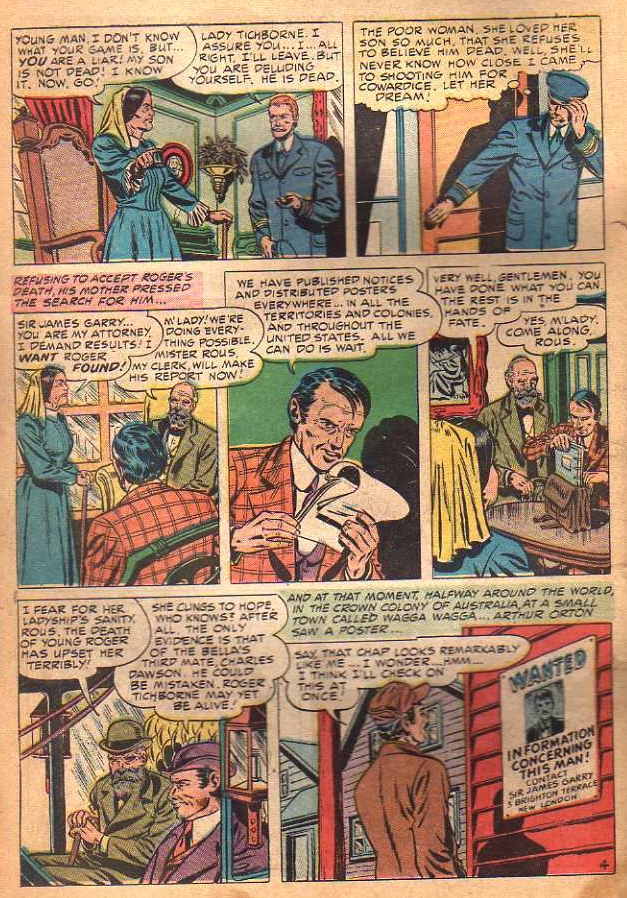 YOUNG MAN, I DON'T KNOW
WHAT YOUR GAME IS, BUT...
YOU ARE A LIAR! MY SON
IS NOT DEAD! I KNOW
IT. NOW, GO!
LADY TICHBORNE. I
ASSURE YOU... I... ALL
RIGHT, I'LL LEAVE. BUT
YOU ARE DELUDING
YOURSELF. HE IS DEAD.
THE POOR WOMAN. SHE LOVED HER
SON SO MUCH, THAT SHE REFUSES
TO BELIEVE HIM DEAD. WELL, SHE'LL
NEVER KNOW HOW CLOSE I CAME
TO SHOOTING HIM FOR
COWARDICE. LET HER
DREAM!
REFUSING TO ACCEPT ROGER'S
DEATH, HIS MOTHER PRESSED
THE SEARCH FOR HIM...
SIR JAMES GARRY...
YOU ARE MY ATTORNEY.
I DEMAND RESULTS! I
WANT ROGER
FOUND!
M'LADY! WE'RE
DOING EVERY-
THING POSSIBLE.
MISTER ROUS,
MY CLERK, WILL MAKE
HIS REPORT NOW!
WE HAVE PUBLISHED NOTICES
AND DISTRIBUTED POSTERS
EVERYWHERE... IN ALL THE
TERRITORIES AND COLONIES,
AND THROUGHOUT THE
UNITED STATES. ALL WE
CAN DO IS WAIT.
VERY WELL, GENTLEMEN. YOU
HAVE DONE WHAT YOU CAN.
THE REST IS IN THE
HANDS OF
FATE.
YES M'LADY.
COME ALONG,
ROUS.
I FEAR FOR HER
LADYSHIP'S SANITY,
ROUS. THE DEATH
OF YOUNG ROGER
HAS UPSET HER
TERRIBLY!
SHE CLINGS TO HOPE.
WHO KNOWS? AFTER
ALL, THE ONLY
EVIDENCE IS THAT
OF THE BELLA'S
THIRD MATE, CHARLES
DAWSON. HE COULD
BE MISTAKEN. ROGER
TICHBORNE MAY YET
BE ALIVE!
AND AT THAT MOMENT, HALFWAY AROUND THE WORLD,
IN THE CROWN COLONY OF AUSTRALIA, AT A SMALL
TOWN CALLED WAGGA WAGGA... ARTHUR ORTON
SAW A POSTER...
SAY, THAT CHAP LOOKS REMARKABLY
LIKE ME... I WONDER... HMM...
I THINK I'LL CHECK ON
THIS AT
ONCE!
WANTED
INFORMATION
CONCERNING
THIS MAN!
CONTACT
SIR JAMES GARRY
5 BRIGHTON TERRACE
NEW LONDON
4